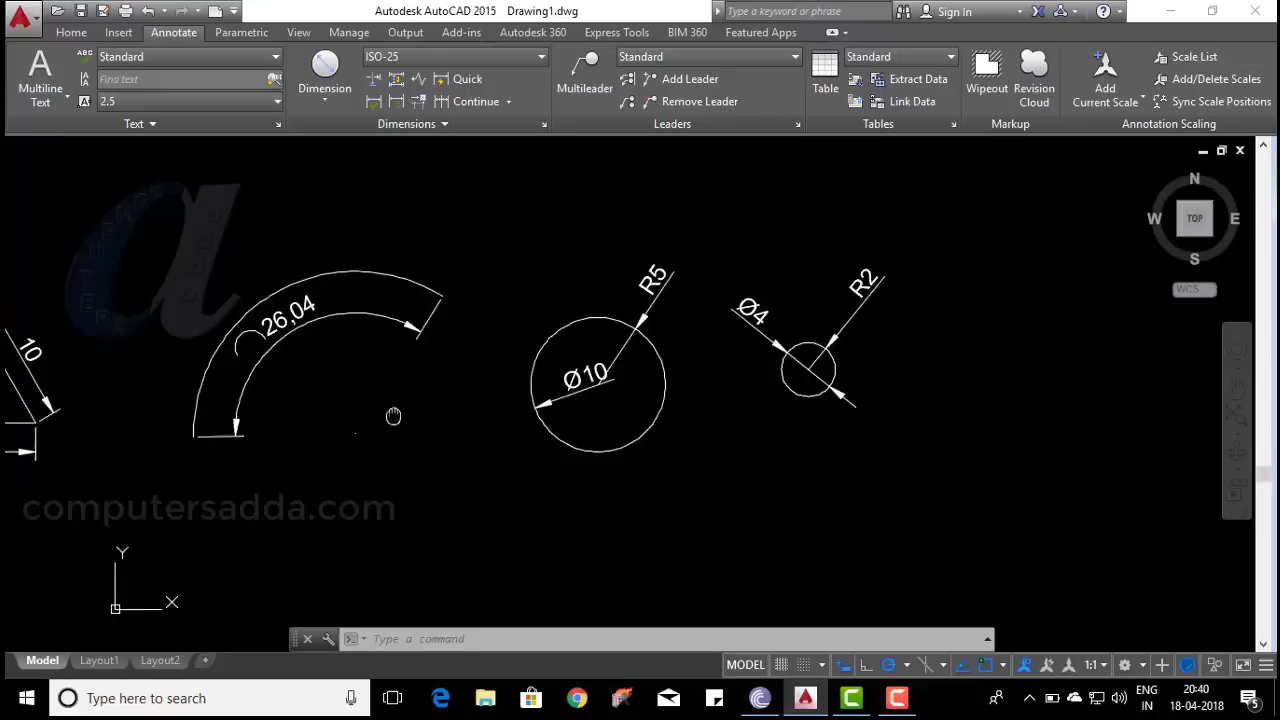 Autodesk AutoCAD 2015 Drawing1.dwg
Type a keyword or phrase
Sign In
Home Insert Annotate Parametric View Manage Output Add-ins Autodesk 360 Express Tools BIM 360 Featured Apps
Multiline Text
ABC
Standard
Find text
2.5
Text
Dimension
ISO-25
Quick
Continue
Dimensions
Multileader
Standard
Add Leader
Remove Leader
Leaders
Table
Standard
Extract Data
Link Data
Tables
Wipeout
Revision Cloud
Markup
Add Current Scale
Scale List
Add/Delete Scales
Sync Scale Positions
Annotation Scaling
N
W TOP E
S
WCS
10
26,04
R5
Ø10
Ø4
R2
computersadda.com
Y
X
Type a command
Model Layout1 Layout2 +
MODEL
1:1
Type here to search
ENG
IN
20:40
18-04-2018
5